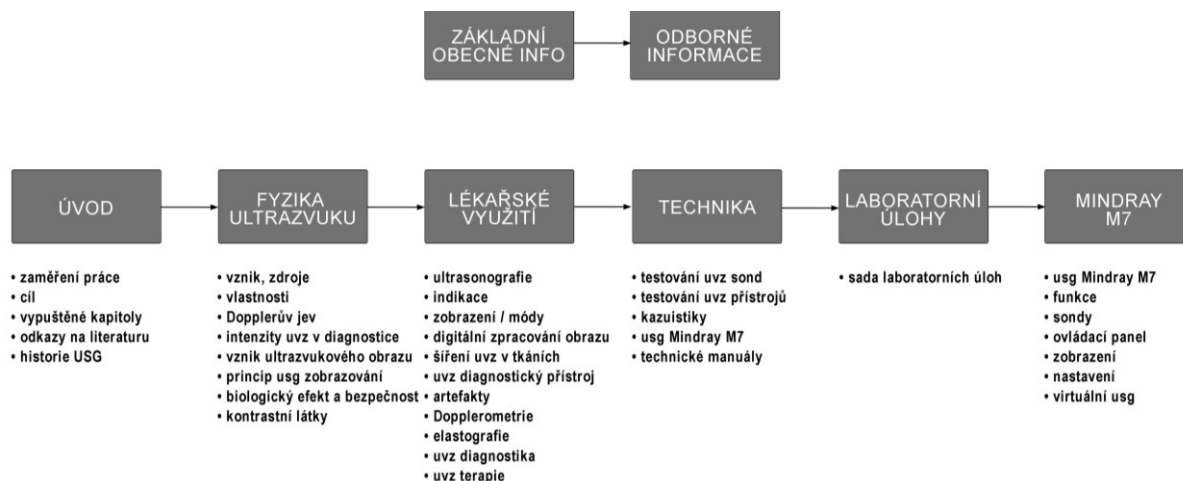 ZÁKLADNÍ
OBECNÉ INFO
ODBORNÉ
INFORMACE
ÚVOD
• zaměření práce
• cíl
• vypuštěné kapitoly
• odkazy na literaturu
• historie USG
FYZIKA
ULTRAZVUKU
• vznik, zdroje
• vlastnosti
• Dopplerův jev
• intenzity uvz v diagnostice
• vznik ultrazvukového obrazu
• princip usg zobrazování
• biologický efekt a bezpečnost
• kontrastní látky
LÉKAŘSKÉ
VYUŽITÍ
• ultrasonografie
• indikace
• zobrazení / módy
• digitální zpracování obrazu
• šíření uvz v tkáních
• uvz diagnostický přístroj
• artefakty
• Dopplerometrie
• elastografie
• uvz diagnostika
• uvz terapie
TECHNIKA
• testování uvz sond
• testování uvz přístrojů
• kazuistiky
• usg Mindray M7
• technické manuály
LABORATORNÍ
ÚLOHY
• sada laboratorních úloh
MINDRAY
M7
• usg Mindray M7
• funkce
• sondy
• ovládací panel
• zobrazení
• nastavení
• virtuální usg